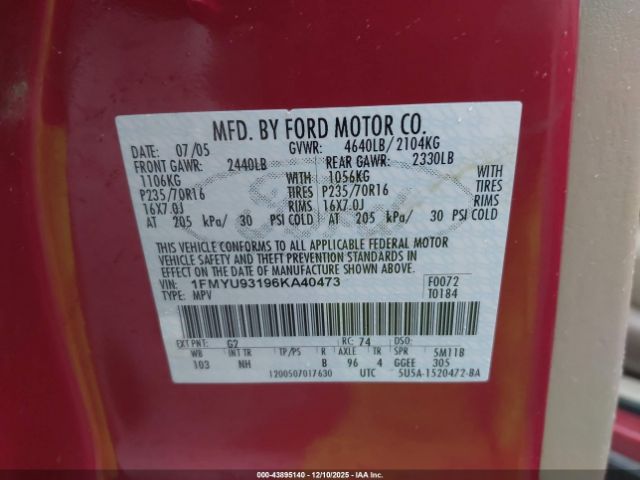 MFD. BY FORD MOTOR CO.
DATE: 07/05 GVWR: 4640LB/2104KG
FRONT GAWR: 2440LB REAR GAWR: 2330LB
1106KG WITH 1056KG WITH
P235/70R16 TIRES P235/70R16 TIRES
16X7.0J RIMS 16X7.0J RIMS
AT 205 kPa/ 30 PSI COLD AT 205 kPa/ 30 PSI COLD
THIS VEHICLE CONFORMS TO ALL APPLICABLE FEDERAL MOTOR
VEHICLE SAFETY AND THEFT PREVENTION STANDARDS IN
EFFECT ON THE DATE OF MANUFACTURE SHOWN ABOVE.
VIN: 1FMYU93196KA40473 F0072
TYPE: MPV T0184
EXT PNT: G2 RC: 74 DSO:
WB INT TR TP/PS R AXLE TR SPR 5M11B
103 NH B 96 4 GGEE 305
1200507017630 UTC 5U5A-1520472-BA
000-43895140 - 12/10/2025 - IAA Inc.